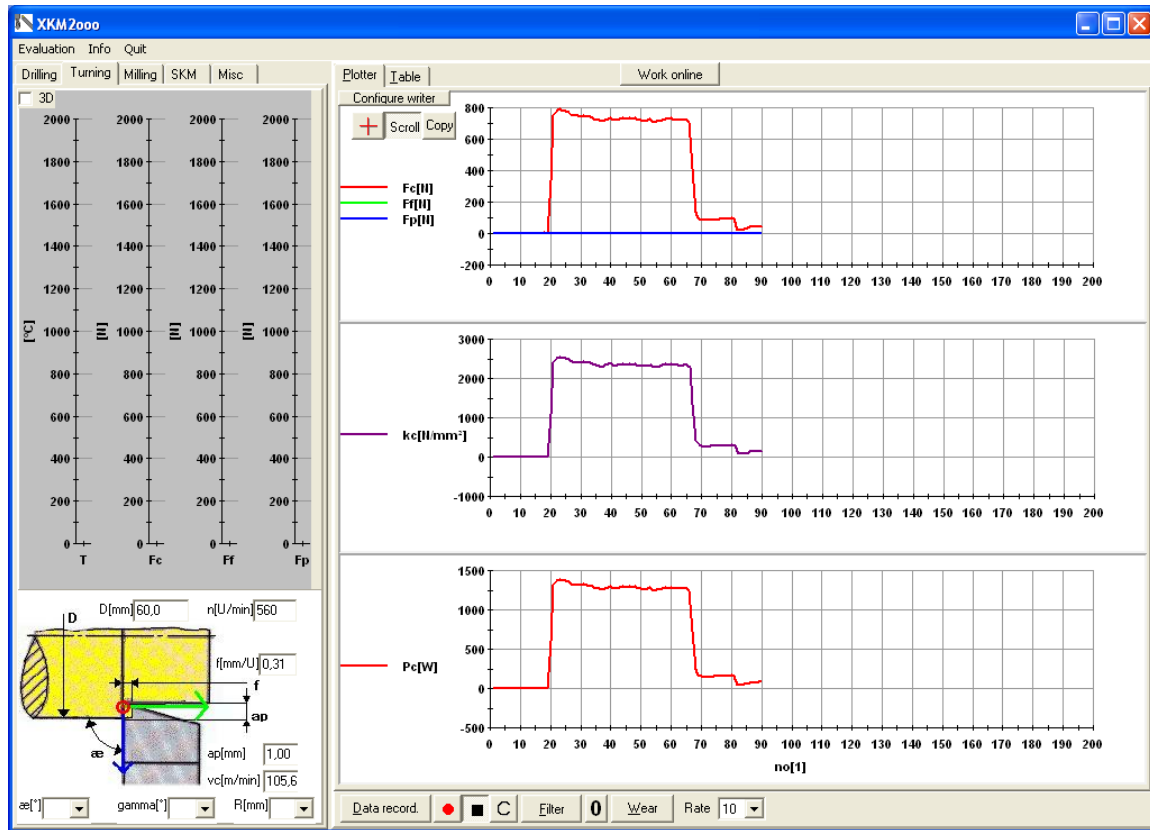 XKM2ooo
Evaluation Info Quit
Drilling Turning Milling SKM Misc
3D
2000 2000 2000 2000
1800 1800 1800 1800
1600 1600 1600 1600
1400 1400 1400 1400
1200 1200 1200 1200
[°C] 1000 [N] 1000 [N] 1000 [N] 1000
800 800 800 800
600 600 600 600
400 400 400 400
200 200 200 200
0 0 0 0
T Fc Ff Fp
D[mm] 60,0 n[U/min] 560
D
f[mm/U] 0,31
f
ap
æ
ap[mm] 1,00
vc[m/min] 105,6
æ[°] gamma[°] R[mm]
Plotter Table Work online
Configure writer
Scroll Copy
Fc[N]
Ff[N]
Fp[N]
800
600
400
200
0
-200
0 10 20 30 40 50 60 70 80 90 100 110 120 130 140 150 160 170 180 190 200
kc[N/mm²]
3000
2000
1000
0
-1000
0 10 20 30 40 50 60 70 80 90 100 110 120 130 140 150 160 170 180 190 200
Pc[W]
1500
1000
500
0
-500
0 10 20 30 40 50 60 70 80 90 100 110 120 130 140 150 160 170 180 190 200
no[1]
Data record. C Filter 0 Wear Rate 10